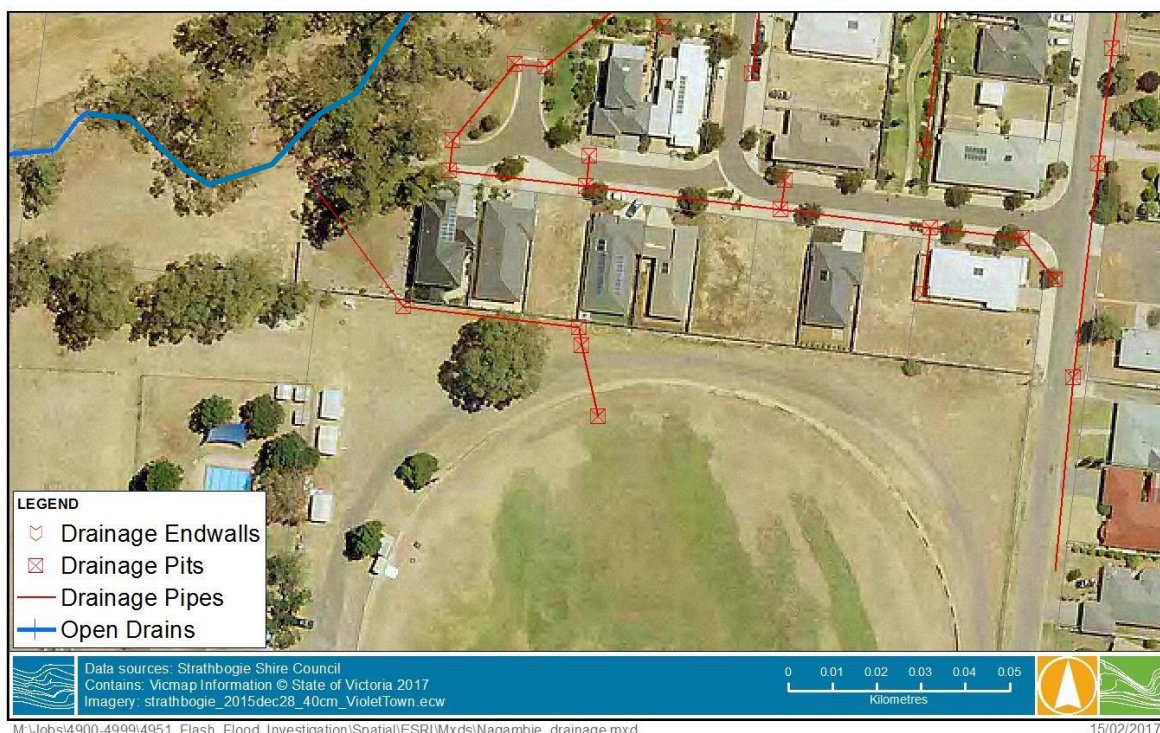 LEGEND
Drainage Endwalls
Drainage Pits
Drainage Pipes
Open Drains
Data sources: Strathbogie Shire Council
Contains: Vicmap Information © State of Victoria 2017
Imagery: strathbogie_2015dec28_40cm_VioletTown.ecw
0 0.01 0.02 0.03 0.04 0.05
Kilometres
M:\Jobs\4900-4999\4951_Flash_Flood_Investigation\Spatial\ESRI\Mxds\Nagambie_drainage.mxd
15/02/2017